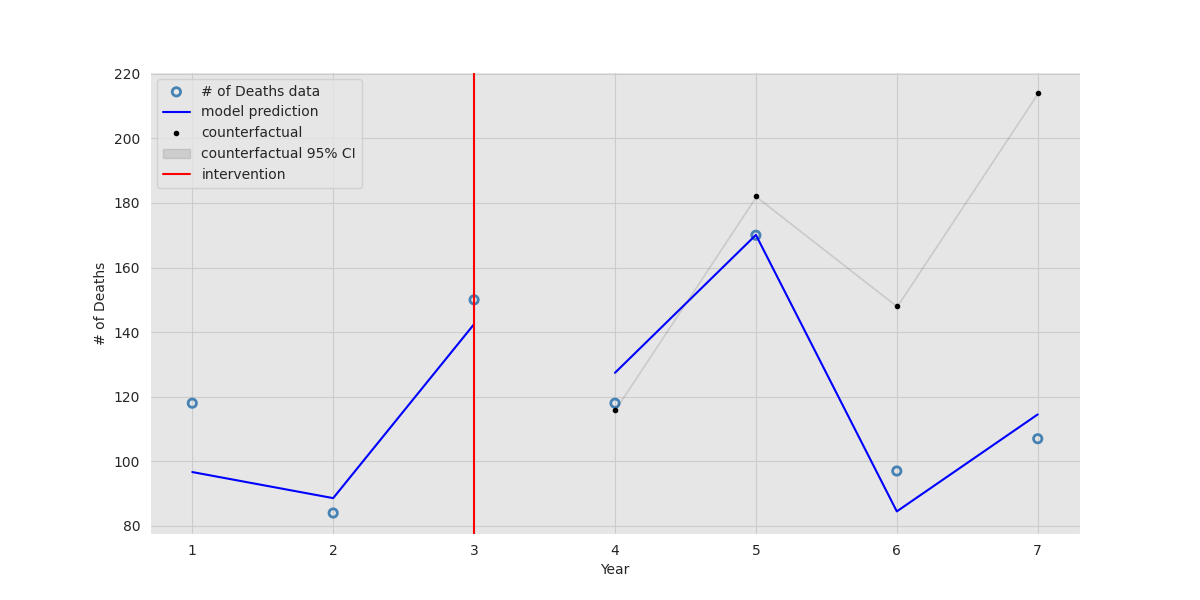 220
200
180
160
140
120
100
80
# of Deaths
# of Deaths data
model prediction
counterfactual
counterfactual 95% CI
intervention
1 2 3 4 5 6 7
Year